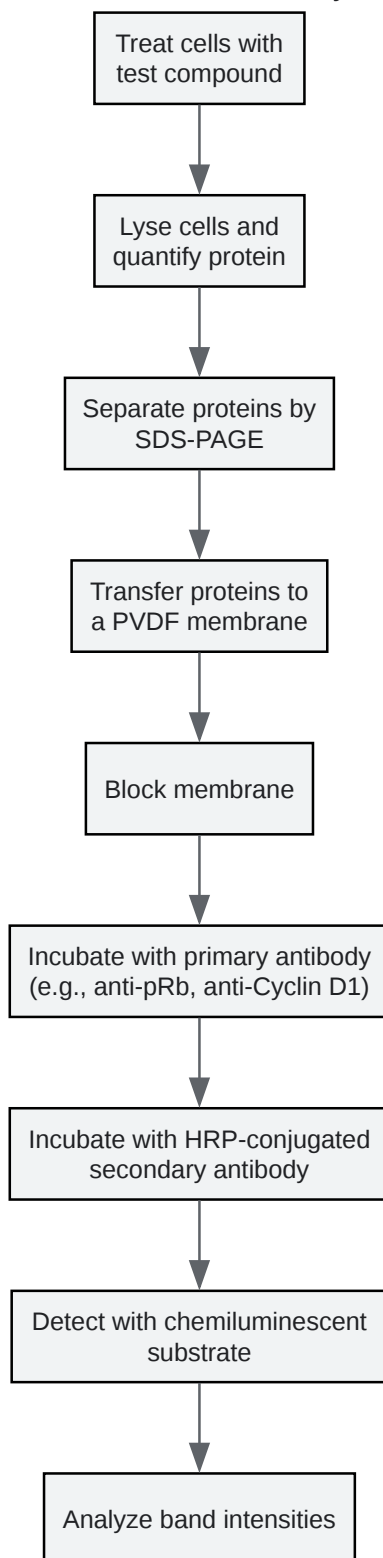 Treat cells with
test compound
Lyse cells and
quantify protein
Separate proteins by
SDS-PAGE
Transfer proteins to
a PVDF membrane
Block membrane
Incubate with primary antibody
(e.g., anti-pRb, anti-Cyclin D1)
Incubate with HRP-conjugated
secondary antibody
Detect with chemiluminescent
substrate
Analyze band intensities